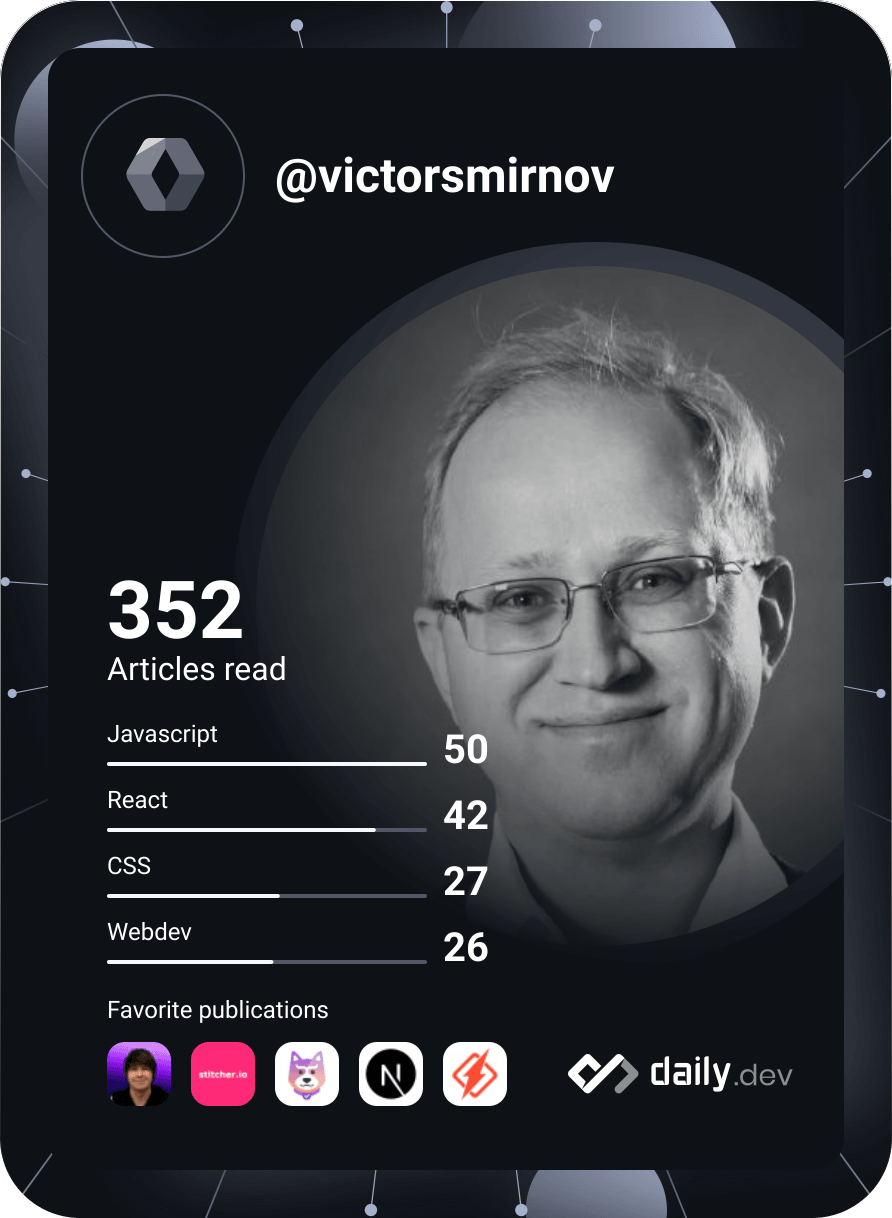 @victorsmirnov
352
Articles read
Javascript
50
React
42
CSS
27
Webdev
26
Favorite publications
stitcher.io
N
daily.dev